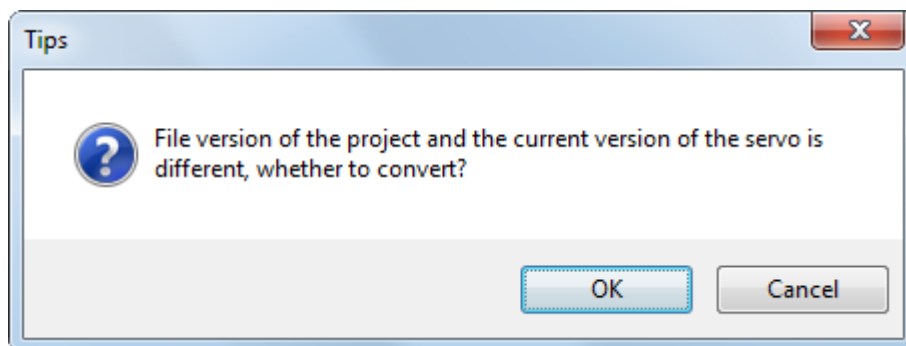 Tips
File version of the project and the current version of the servo is
different, whether to convert?
OK
Cancel